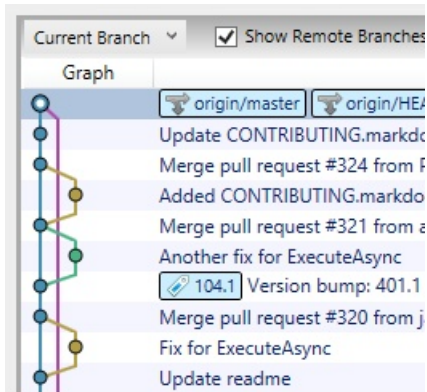 Current Branch Show Remote Branches
Graph
origin/master origin/HEA
Update CONTRIBUTING.markdo
Merge pull request #324 from
Added CONTRIBUTING.markdo
Merge pull request #321 from a
Another fix for ExecuteAsync
104.1 Version bump: 401.1
Merge pull request #320 from j
Fix for ExecuteAsync
Update readme